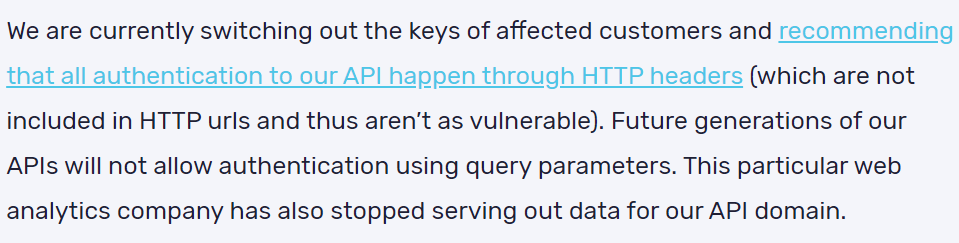 We are currently switching out the keys of affected customers and recommending
that all authentication to our API happen through HTTP headers (which are not
included in HTTP urls and thus aren’t as vulnerable). Future generations of our
APIs will not allow authentication using query parameters. This particular web
analytics company has also stopped serving out data for our API domain.